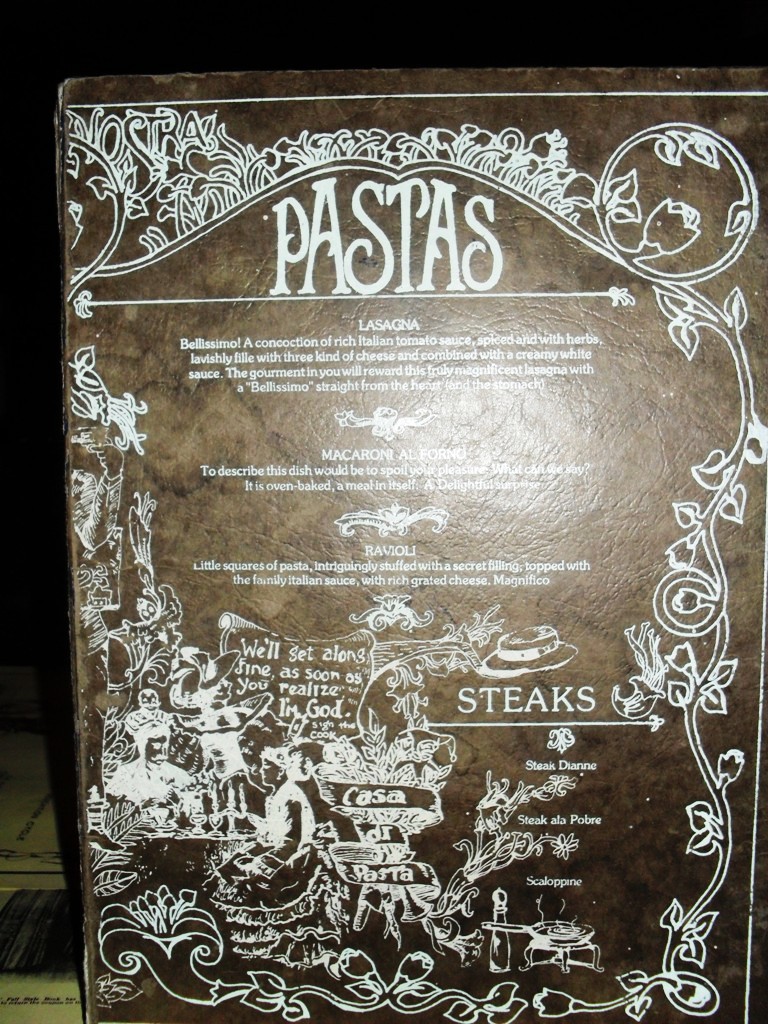 NOSTRA
PASTAS
LASAGNA
Bellissimo! A concoction of rich Italian tomato sauce, spiced and with herbs,
lavishly fille with three kind of cheese and combined with a creamy white
sauce. The gourment in you will reward this truly magnificent lasagna with
a "Bellissimo" straight from the heart (and the stomach)
MACARONI AL FORNO
To describe this dish would be to spoil your pleasure. What can we say?
It is oven-baked, a meal in itself. A Delightful surprise
RAVIOLI
Little squares of pasta, intriguingly stuffed with a secret filling, topped with
the family italian sauce, with rich grated cheese. Magnifico
We'll get along
fine, as soon as
you realize
I'm God.
sign the
cook
STEAKS
Steak Dianne
Casa
di
Pasta
Steak ala Pobre
Scaloppine